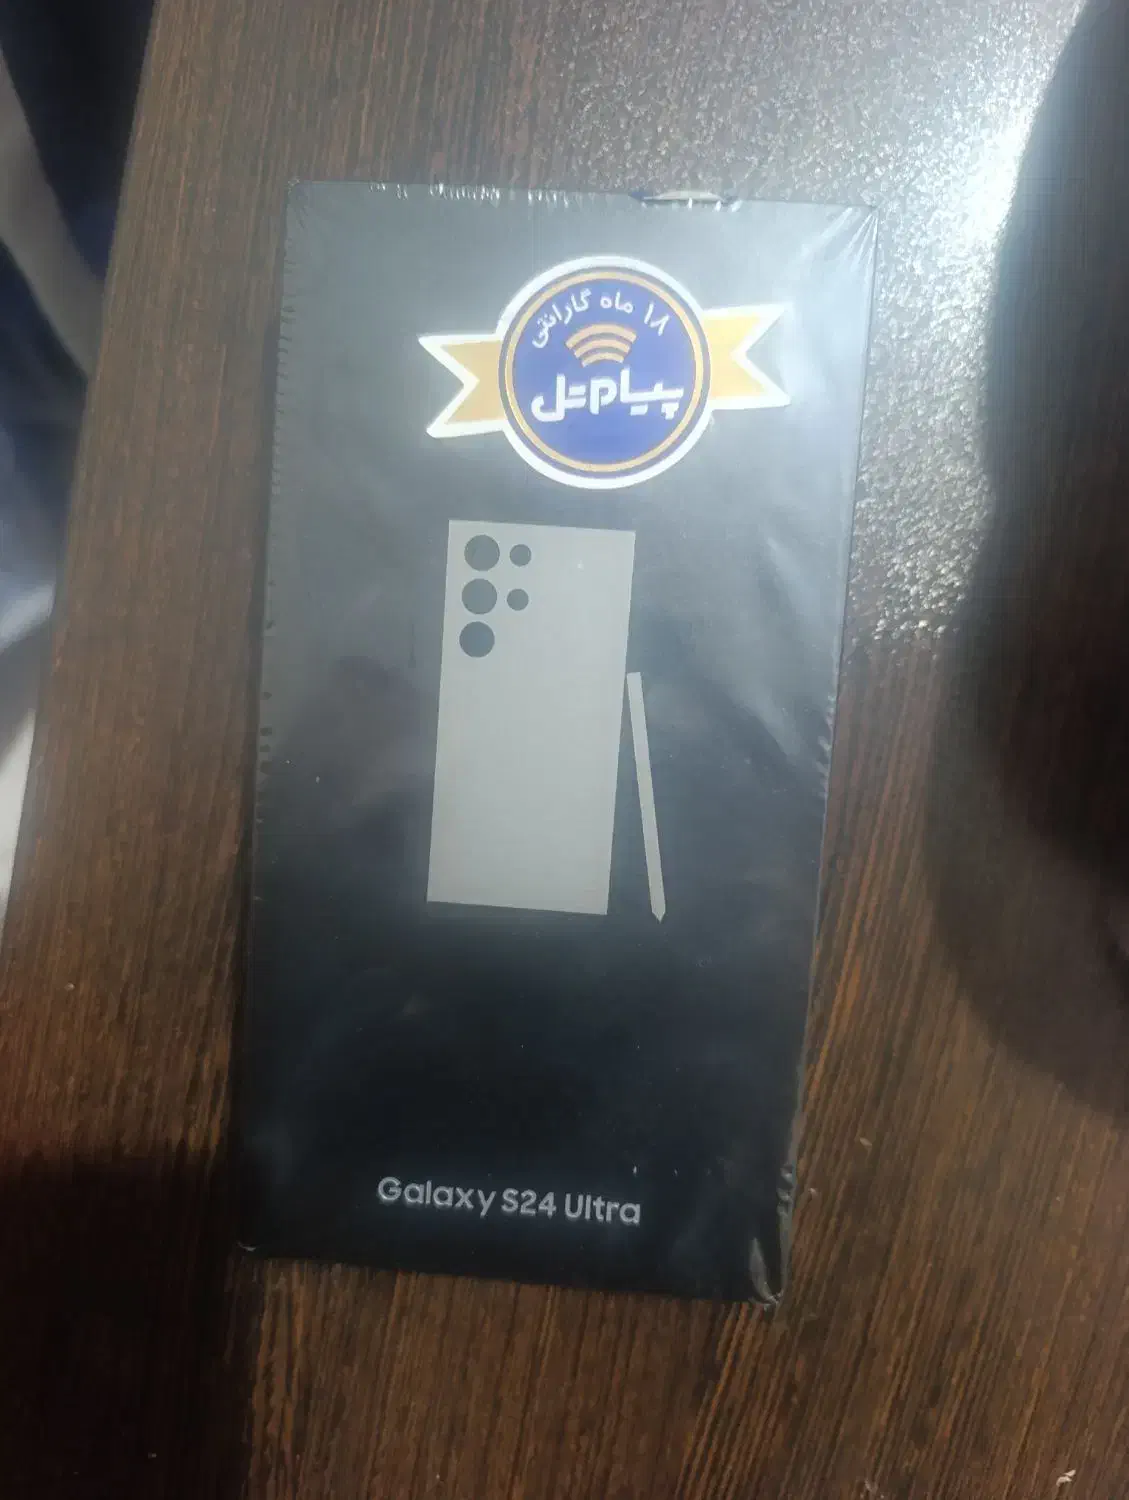 ۱۸ ماه گارانتی
پیام تل
Galaxy S24 Ultra